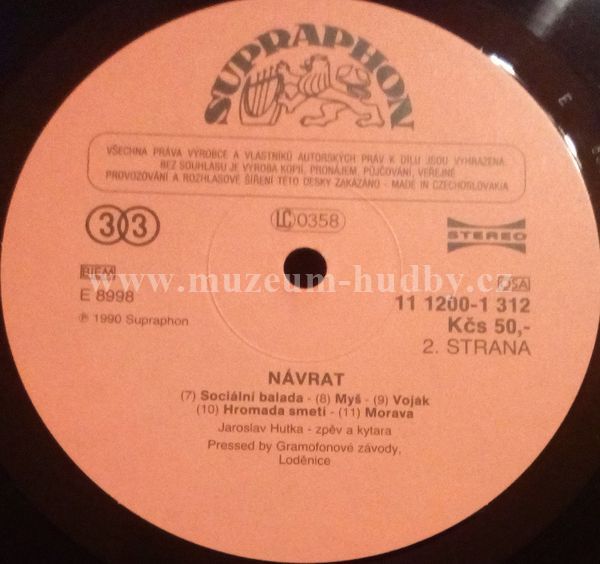 SUPRAPHON
VŠECHNA PRÁVA VÝROBCE A VLASTNÍKŮ AUTORSKÝCH PRÁV K DÍLU JSOU VYHRAZENA.
BEZ SOUHLASU JE VÝROBA KOPIÍ, PRONÁJEM, PŮJČOVÁNÍ, VEŘEJNÉ
PROVOZOVÁNÍ A ROZHLASOVÉ ŠÍŘENÍ TÉTO DESKY ZAKÁZÁNO - MADE IN CZECHOSLOVAKIA
33
LC 0358
STEREO
www.muzeum-hudby.cz
BIEM
OSA
E 8998
11 1200-1 312
℗ 1990 Supraphon
Kčs 50,-
2. STRANA
NÁVRAT
(7) Sociální balada - (8) Myš - (9) Voják
(10) Hromada smetí - (11) Morava
Jaroslav Hutka - zpěv a kytara
Pressed by Gramofonové závody,
Loděnice